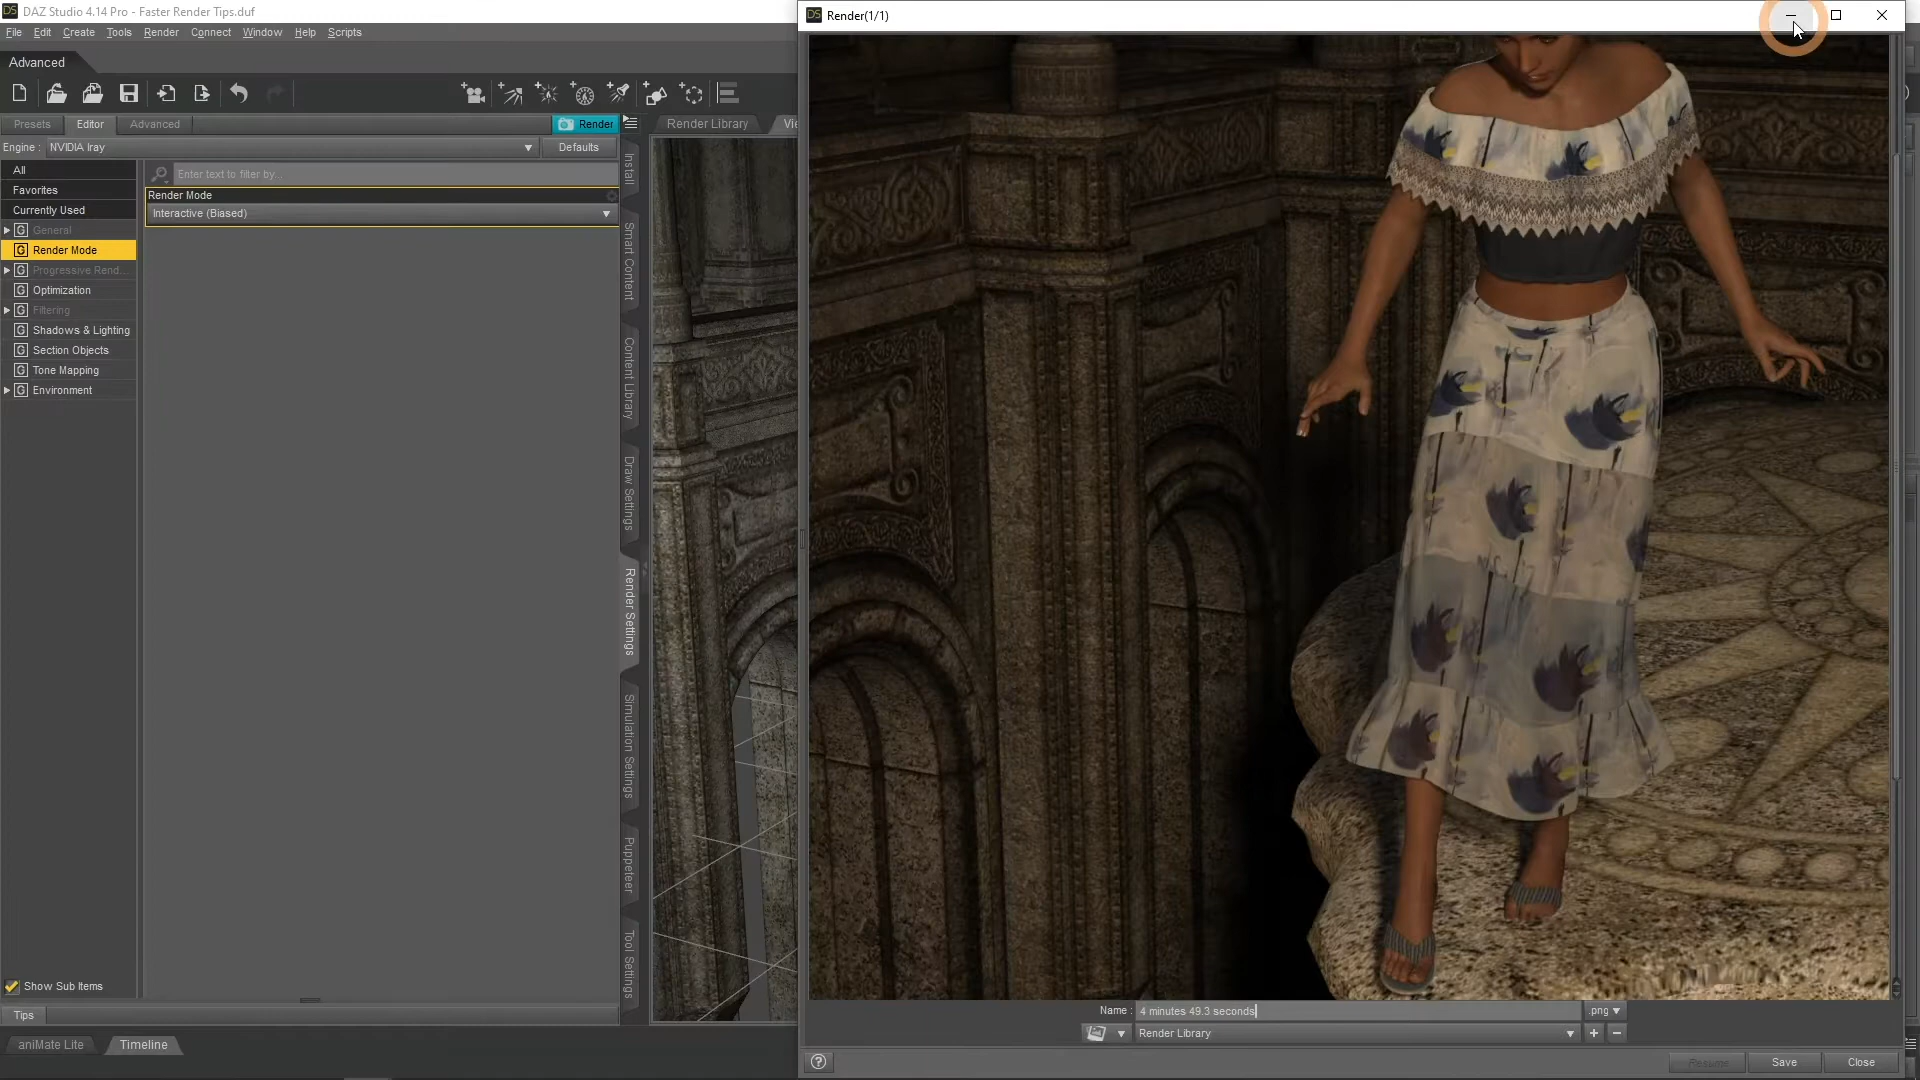 DAZ Studio 4.14 Pro - Faster Render Tips.duf
File Edit Create Tools Render Connect Window Help Scripts
Advanced
Presets Editor Advanced Render
Engine : NVIDIA Iray Defaults
All
Favorites
Currently Used
General
Render Mode
Progressive Rend...
Optimization
Filtering
Shadows & Lighting
Section Objects
Tone Mapping
Environment
Enter text to filter by...
Render Mode
Interactive (Biased)
Show Sub Items
Tips
aniMate Lite Timeline
Install
Smart Content
Content Library
Draw Settings
Render Settings
Simulation Settings
Puppeteer
Tool Settings
Render Library Vi
Render(1/1)
Name : 4 minutes 49.3 seconds .png
Render Library
Resume Save Close